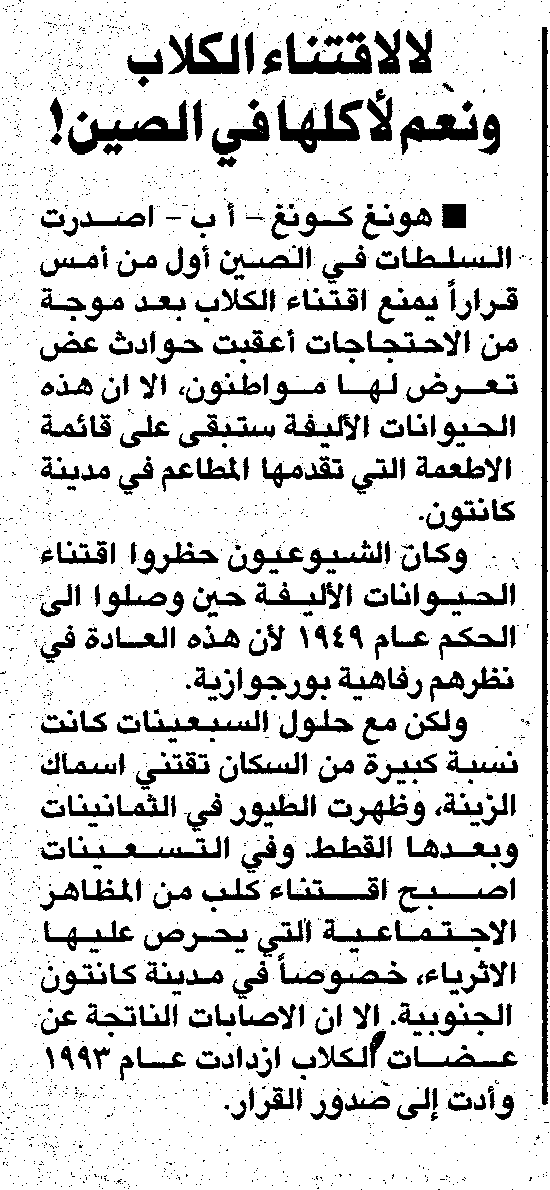 لا لاقتناء الكلاب
ونعم لأكلها في الصين!
■ هونغ كونغ - أ ب - اصدرت
السلطات في الصين أول من أمس
قراراً يمنع اقتناء الكلاب بعد موجة
من الاحتجاجات أعقبت حوادث عض
تعرض لها مواطنون، الا ان هذه
الحيوانات الأليفة ستبقى على قائمة
الاطعمة التي تقدمها المطاعم في مدينة
كانتون.
وكان الشيوعيون حظروا اقتناء
الحيوانات الأليفة حين وصلوا الى
الحكم عام ١٩٤٩ لأن هذه العادة في
نظرهم رفاهية بورجوازية.
ولكن مع حلول السبعينات كانت
نسبة كبيرة من السكان تقتني اسماك
الزينة، وظهرت الطيور في الثمانينات
وبعدها القطط. وفي التسعينات
اصبح اقتناء كلب من المظاهر
الاجتماعية التي يحرص عليها
الاثرياء، خصوصاً في مدينة كانتون
الجنوبية. الا ان الاصابات الناتجة عن
عضات الكلاب ازدادت عام ١٩٩٣
وأدت إلى صدور القرار.